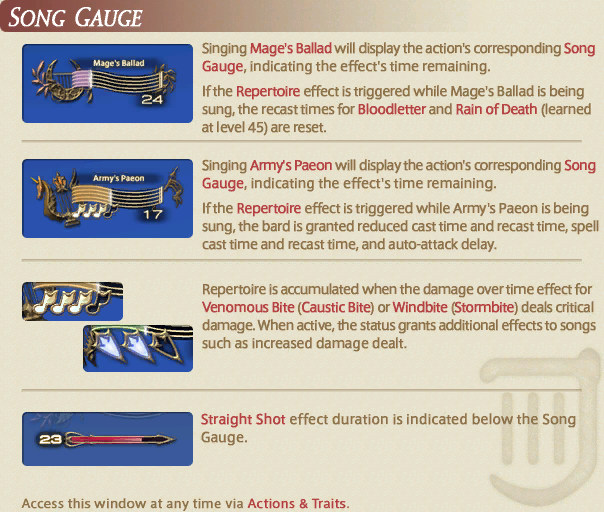 SONG GAUGE
Mage's Ballad
24
Singing Mage's Ballad will display the action's corresponding Song
Gauge, indicating the effect's time remaining.
If the Repertoire effect is triggered while Mage's Ballad is being
sung, the recast times for Bloodletter and Rain of Death (learned
at level 45) are reset.
Army's Paeon
17
Singing Army's Paeon will display the action's corresponding Song
Gauge, indicating the effect's time remaining.
If the Repertoire effect is triggered while Army's Paeon is being
sung, the bard is granted reduced cast time and recast time, spell
cast time and recast time, and auto-attack delay.
Repertoire is accumulated when the damage over time effect for
Venomous Bite (Caustic Bite) or Windbite (Stormbite) deals critical
damage. When active, the status grants additional effects to songs
such as increased damage dealt.
23
Straight Shot effect duration is indicated below the Song
Gauge.
Access this window at any time via Actions & Traits.